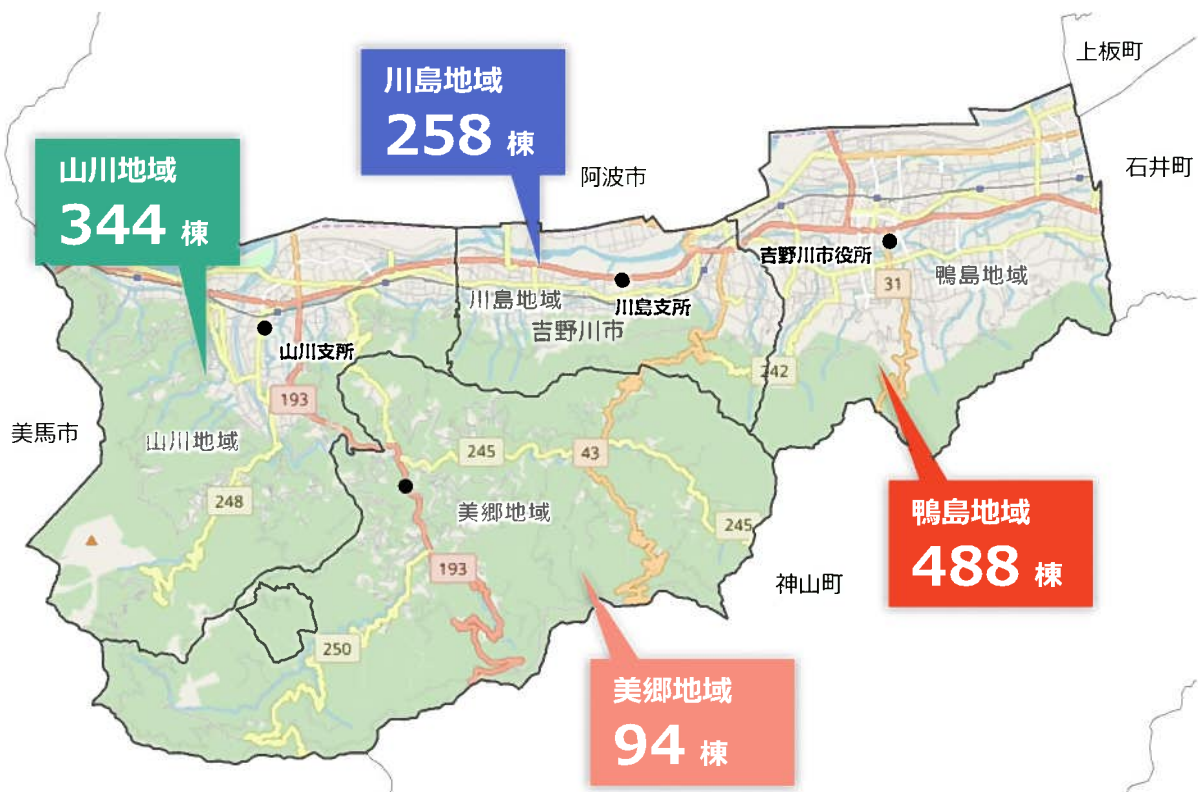 上板町
川島地域
258 棟
山川地域
344 棟
阿波市
石井町
吉野川市役所
鴨島地域
31
川島地域
川島支所
吉野川市
山川支所
242
193
美馬市
山川地域
245
43
248
美郷地域
245
鴨島地域
488 棟
193
神山町
250
美郷地域
94 棟